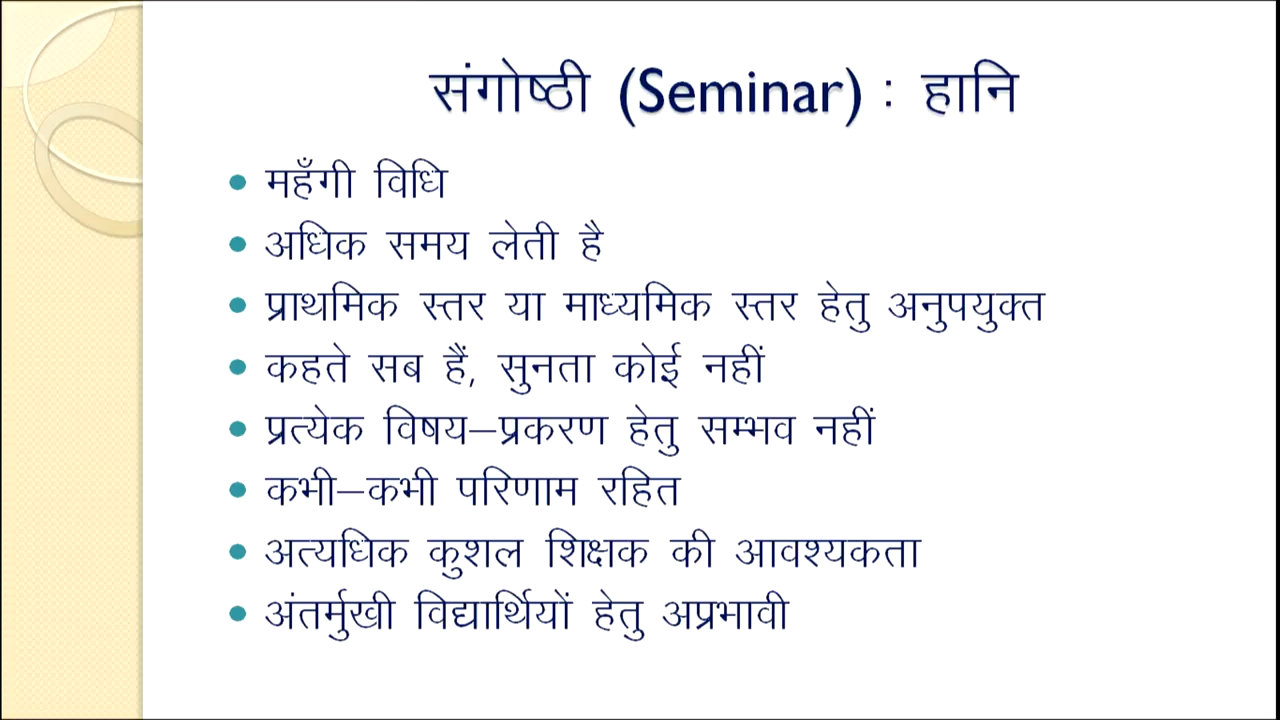 संगोष्ठी (Seminar) : हानि
• महँगी विधि
• अधिक समय लेती है
• प्राथमिक स्तर या माध्यमिक स्तर हेतु अनुपयुक्त
• कहते सब हैं, सुनता कोई नहीं
• प्रत्येक विषय–प्रकरण हेतु सम्भव नहीं
• कभी–कभी परिणाम रहित
• अत्यधिक कुशल शिक्षक की आवश्यकता
• अंतर्मुखी विद्यार्थियों हेतु अप्रभावी